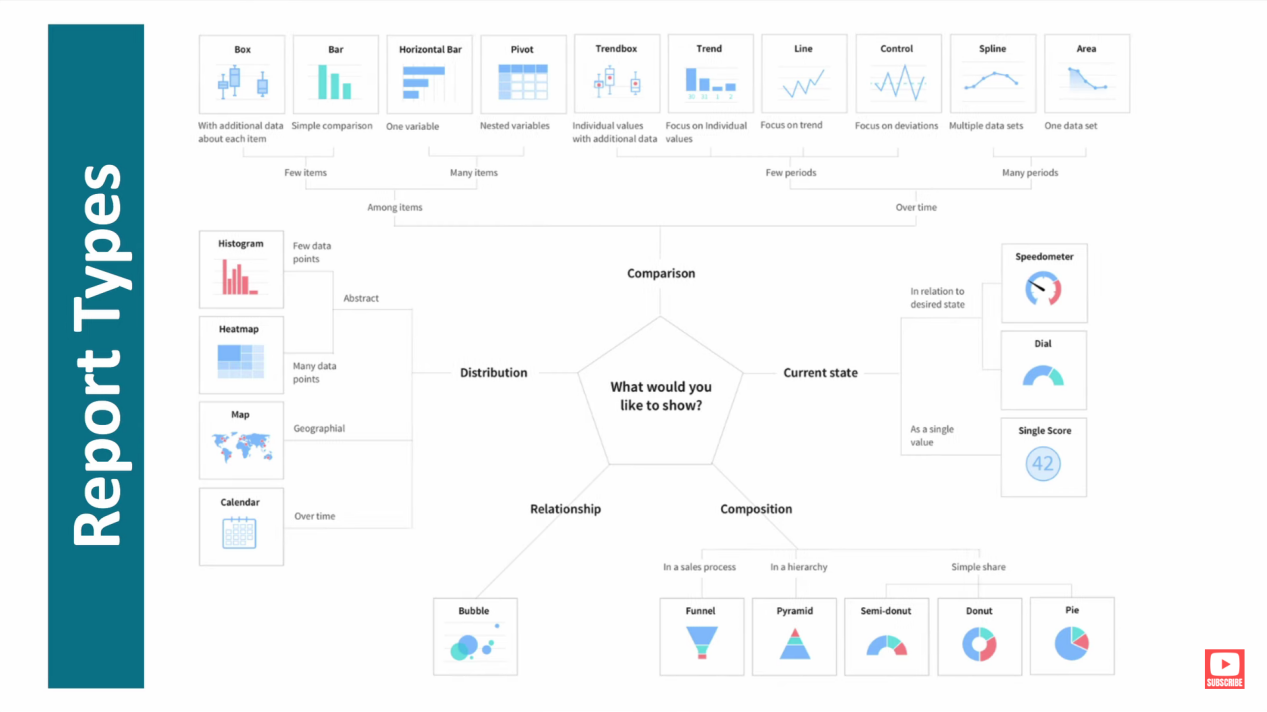 Report Types
Box
Bar
Horizontal Bar
Pivot
Trendbox
Trend
Line
Control
Spline
Area
31
31
1
2
With additional data
about each item
Simple comparison
One variable
Nested variables
Individual values
with additional data
Focus on Individual
values
Focus on trend
Focus on deviations
Multiple data sets
One data set
Few items
Many items
Few periods
Many periods
Among items
Over time
Comparison
Histogram
Few data
points
Abstract
Heatmap
Many data
points
Distribution
Map
Geographial
Calendar
Over time
What would you
like to show?
Current state
In relation to
desired state
Speedometer
Dial
As a single
value
Single Score
42
Relationship
Bubble
Composition
In a sales process
In a hierarchy
Simple share
Funnel
Pyramid
Semi-donut
Donut
Pie
SUBSCRIBE